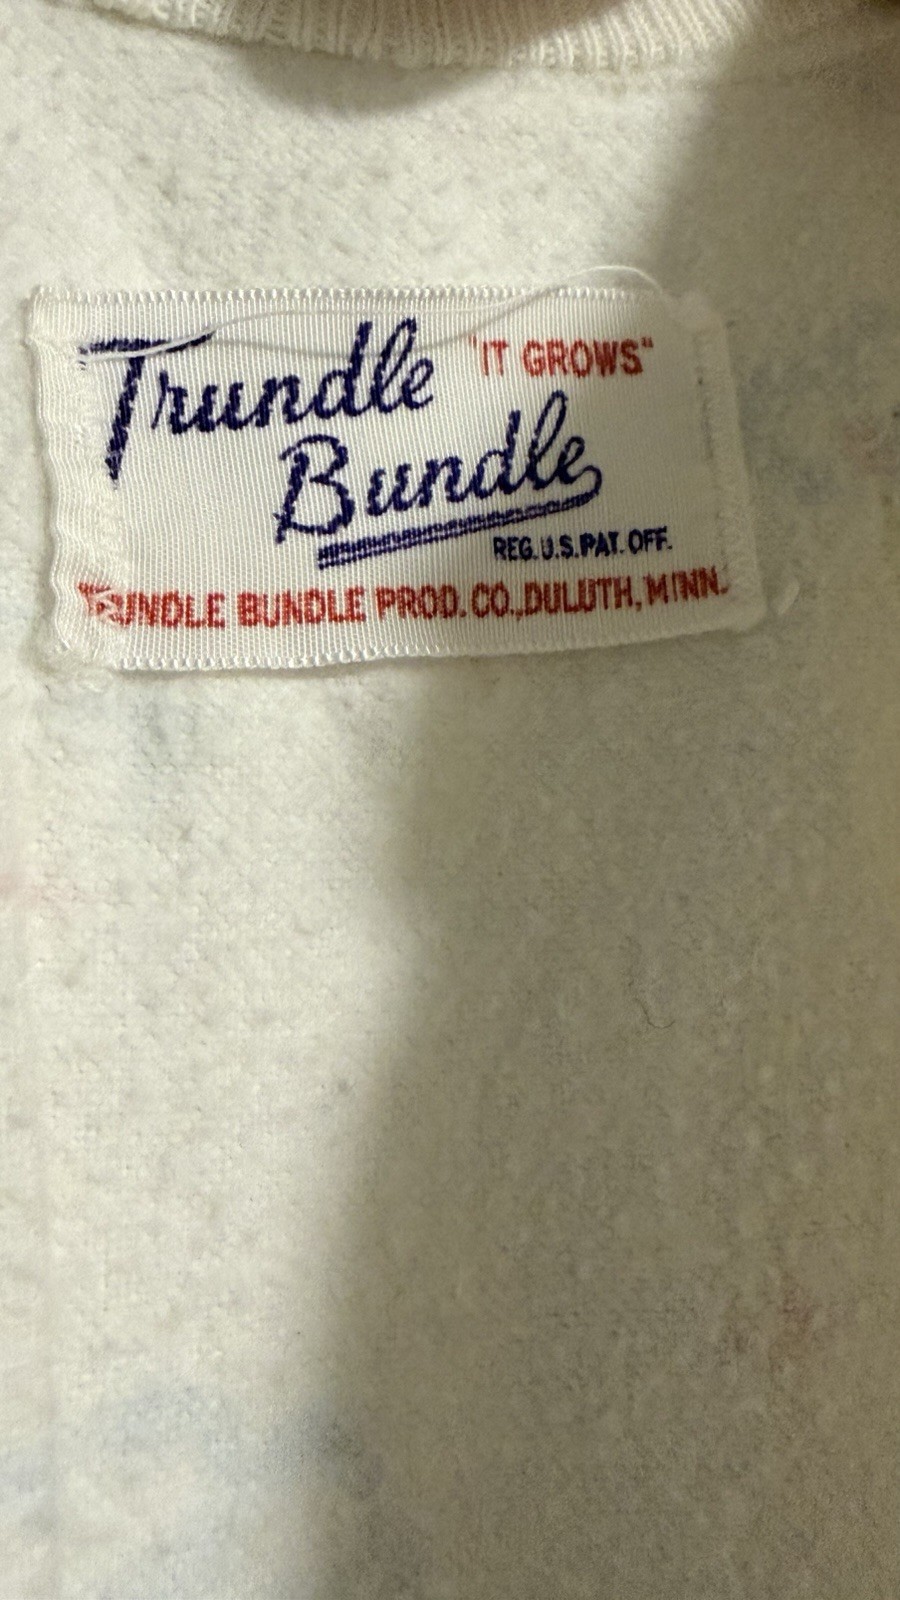 Trundle "IT GROWS"
Bundle
REG. U.S. PAT. OFF.
TRUNDLE BUNDLE PROD. CO., DULUTH, MINN.